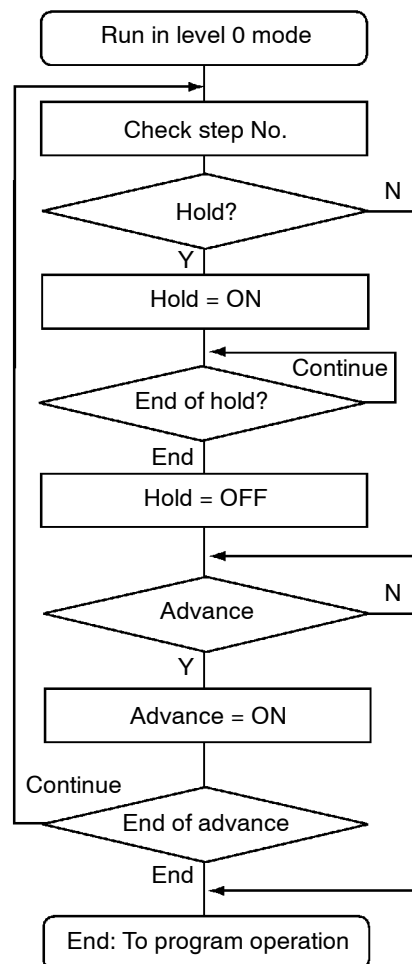 Run in level 0 mode
Check step No.
Hold?
N
Y
Hold = ON
Continue
End of hold?
End
Hold = OFF
Advance
N
Y
Advance = ON
Continue
End of advance
End
End: To program operation